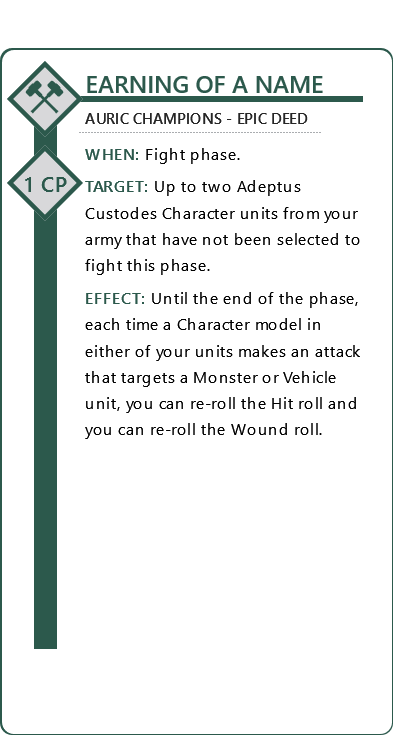 EARNING OF A NAME
AURIC CHAMPIONS - EPIC DEED
WHEN: Fight phase.
1 CP
TARGET: Up to two Adeptus
Custodes Character units from your
army that have not been selected to
fight this phase.
EFFECT: Until the end of the phase,
each time a Character model in
either of your units makes an attack
that targets a Monster or Vehicle
unit, you can re-roll the Hit roll and
you can re-roll the Wound roll.